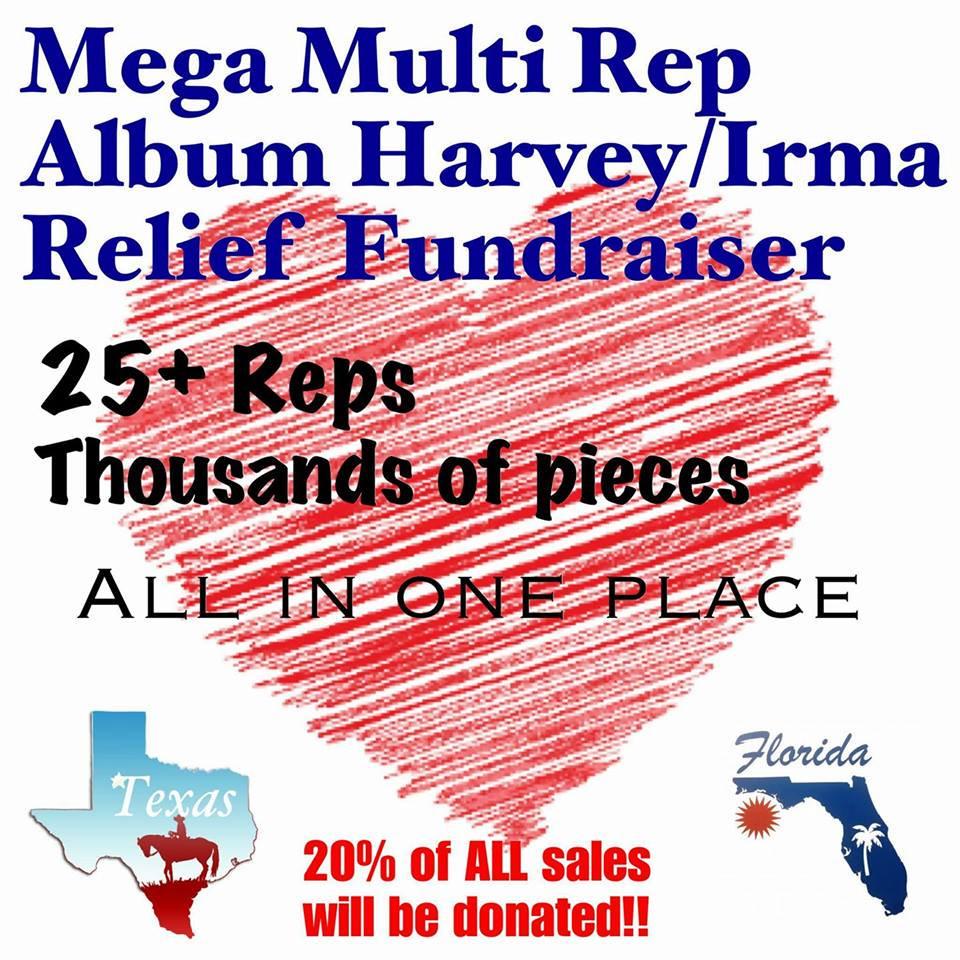 Mega Multi Rep
Album Harvey/Irma
Relief Fundraiser
25+ Reps
Thousands of pieces
ALL IN ONE PLACE
Texas
Florida
20% of ALL sales
will be donated!!